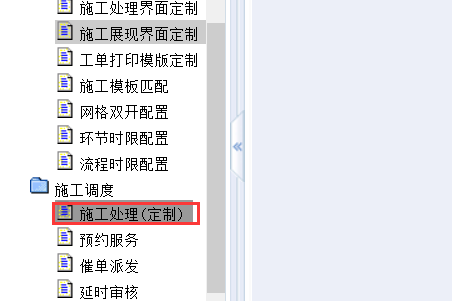 施工处理界面定制
施工展现界面定制
工单打印模版定制
施工模板匹配
网格双开配置
环节时限配置
流程时限配置
施工调度
施工处理(定制)
预约服务
催单派发
延时审核